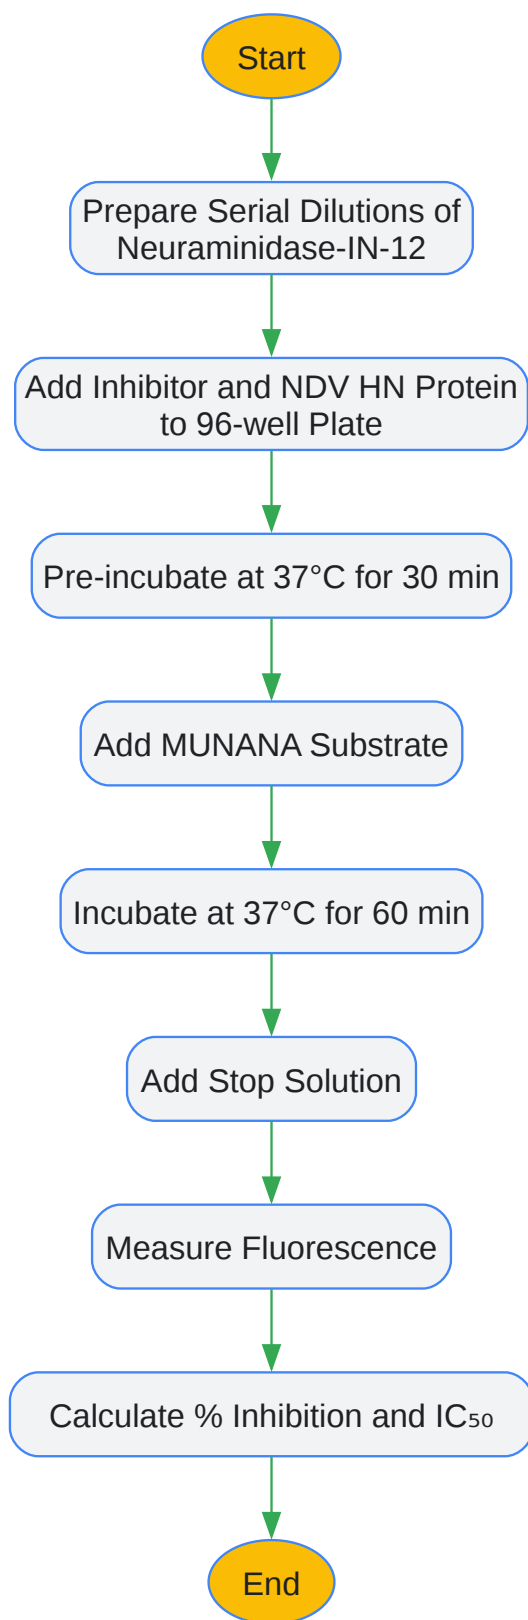 Start
Prepare Serial Dilutions of
Neuraminidase-IN-12
Add Inhibitor and NDV HN Protein
to 96-well Plate
Pre-incubate at 37°C for 30 min
Add MUNANA Substrate
Incubate at 37°C for 60 min
Add Stop Solution
Measure Fluorescence
Calculate % Inhibition and IC₅₀
End